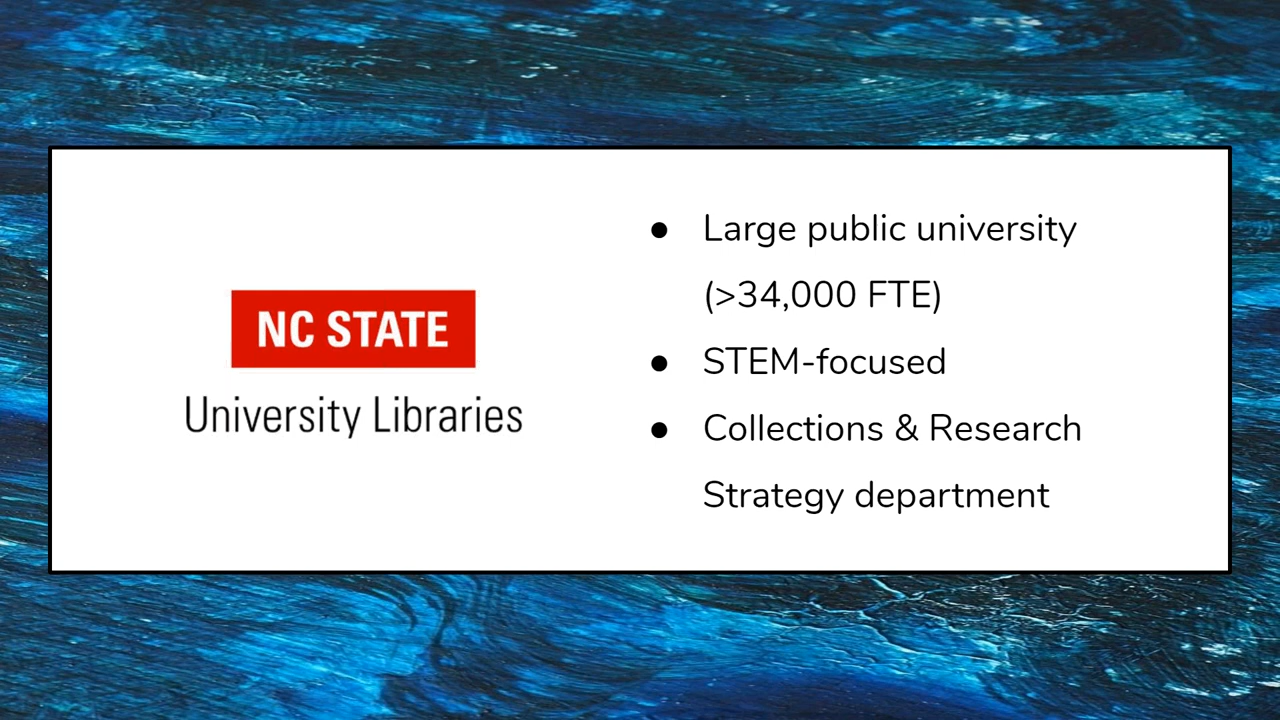 NC STATE
University Libraries
● Large public university
(>34,000 FTE)
● STEM-focused
● Collections & Research
Strategy department